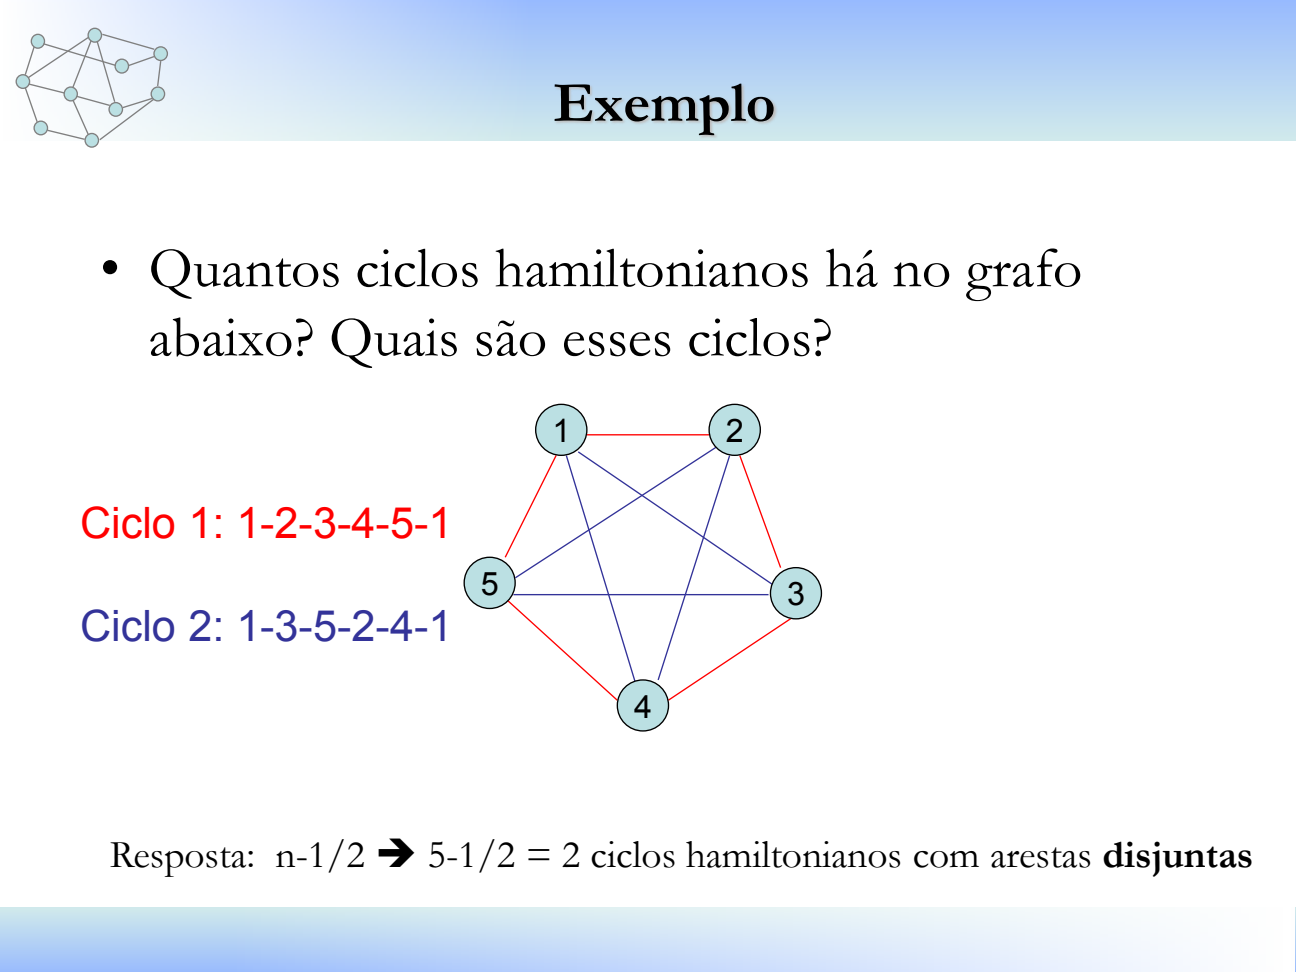 Exemplo
• Quantos ciclos hamiltonianos há no grafo
abaixo? Quais são esses ciclos?
1
2
Ciclo 1: 1-2-3-4-5-1
5
3
Ciclo 2: 1-3-5-2-4-1
4
Resposta: n-1/2 🡺 5-1/2 = 2 ciclos hamiltonianos com arestas disjuntas